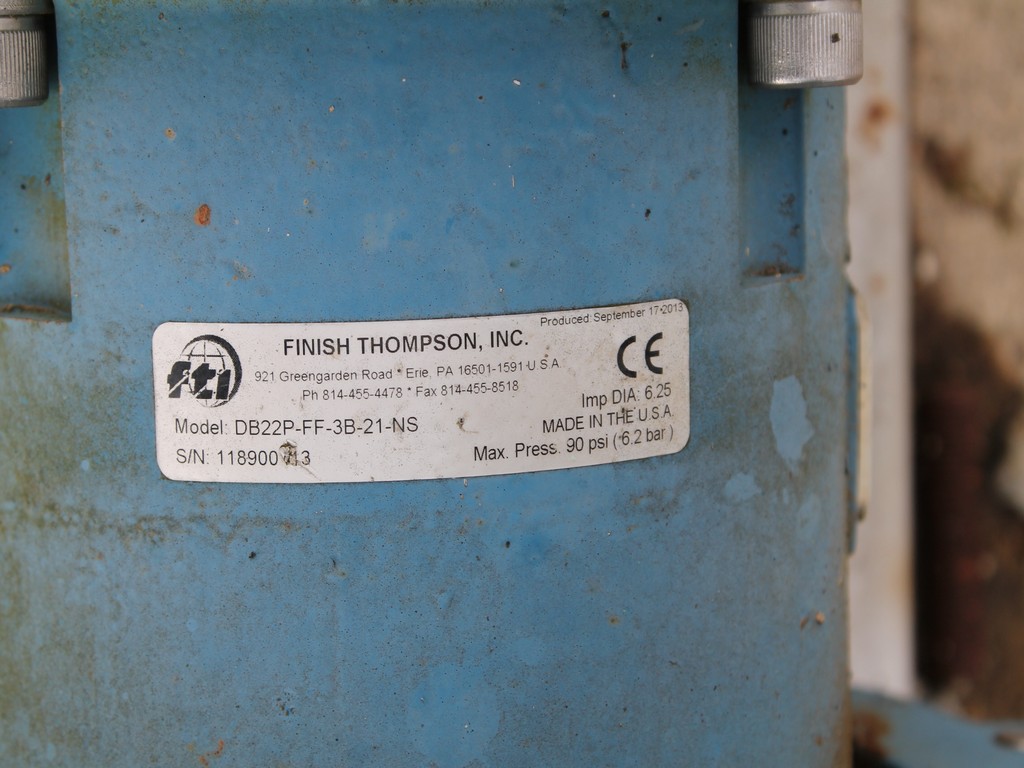 Produced: September 17-2013
FINISH THOMPSON, INC.
921 Greengarden Road * Erie, PA 16501-1591 U.S.A.
Ph 814-455-4478 * Fax 814-455-8518
fti
CE
Imp DIA: 6.25
Model: DB22P-FF-3B-21-NS
MADE IN THE U.S.A.
S/N:
Max. Press. 90 psi ( 6.2 bar )